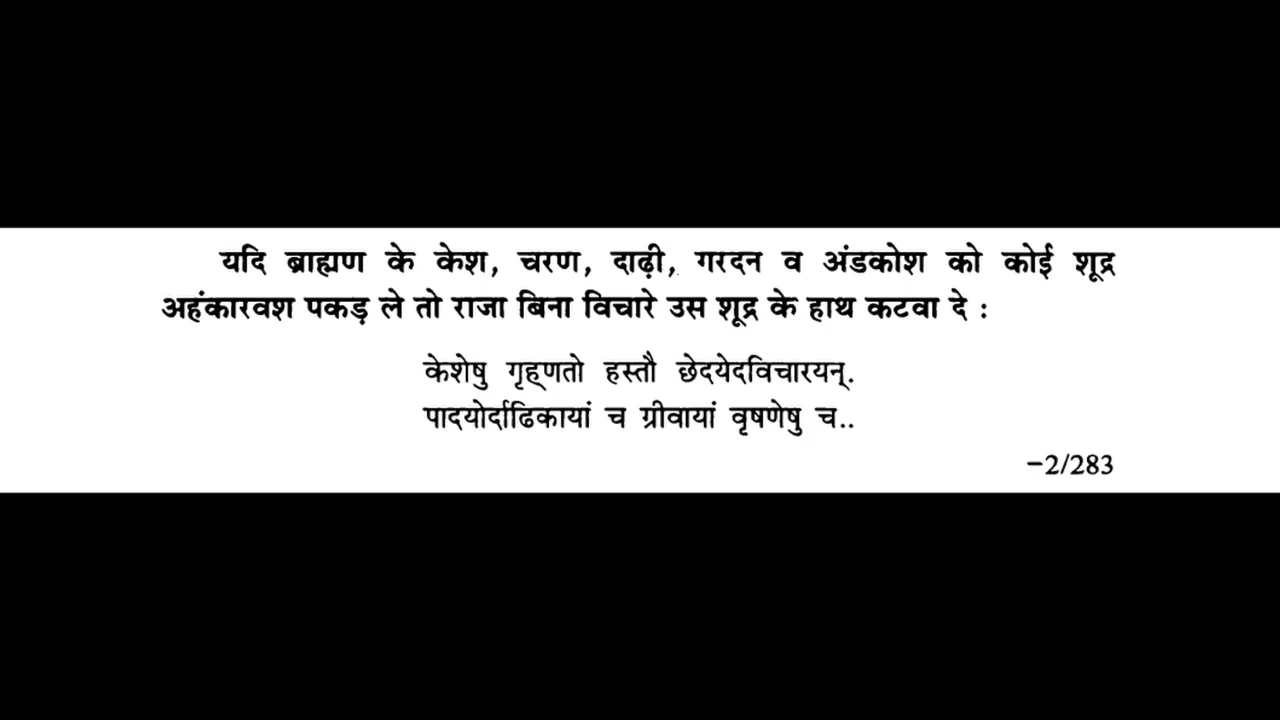 यदि ब्राह्मण के केश, चरण, दाढ़ी, गरदन व अंडकोश को कोई शूद्र
अहंकारवश पकड़ ले तो राजा बिना विचारे उस शूद्र के हाथ कटवा दे :
केशेषु गृह्णतो हस्तौ छेदयेदविचारयन्.
पादयोर्दाढिकायां च ग्रीवायां वृषणेषु च..
–2/283